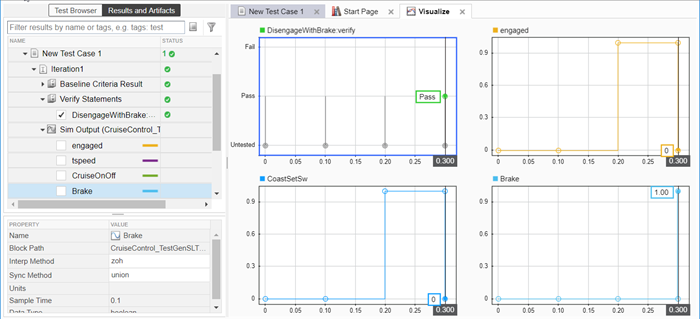 Test Browser
Results and Artifacts
Filter results by name or tags, e.g. tags: test
NAME
STATUS
New Test Case 1
1
Iteration1
Baseline Criteria Result
Verify Statements
DisengageWithBrake:...
Sim Output (CruiseControl_T
engaged
tspeed
CruiseOnOff
Brake
PROPERTY
VALUE
Name
Brake
Block Path
CruiseControl_TestGenSLT...
Interp Method
zoh
Sync Method
union
Units
Sample Time
0.1
Data Type
boolean
New Test Case 1
Start Page
Visualize
DisengageWithBrake:verify
Fail
Pass
Untested
Pass
0
0.05
0.10
0.15
0.20
0.25
0.300
engaged
0.9
0.6
0.3
0
0
0
0.05
0.10
0.15
0.20
0.25
0.300
CoastSetSw
0.9
0.6
0.3
0
0
0
0.05
0.10
0.15
0.20
0.25
0.300
Brake
1.00
0.9
0.6
0.3
0
0
0.05
0.10
0.15
0.20
0.25
0.300